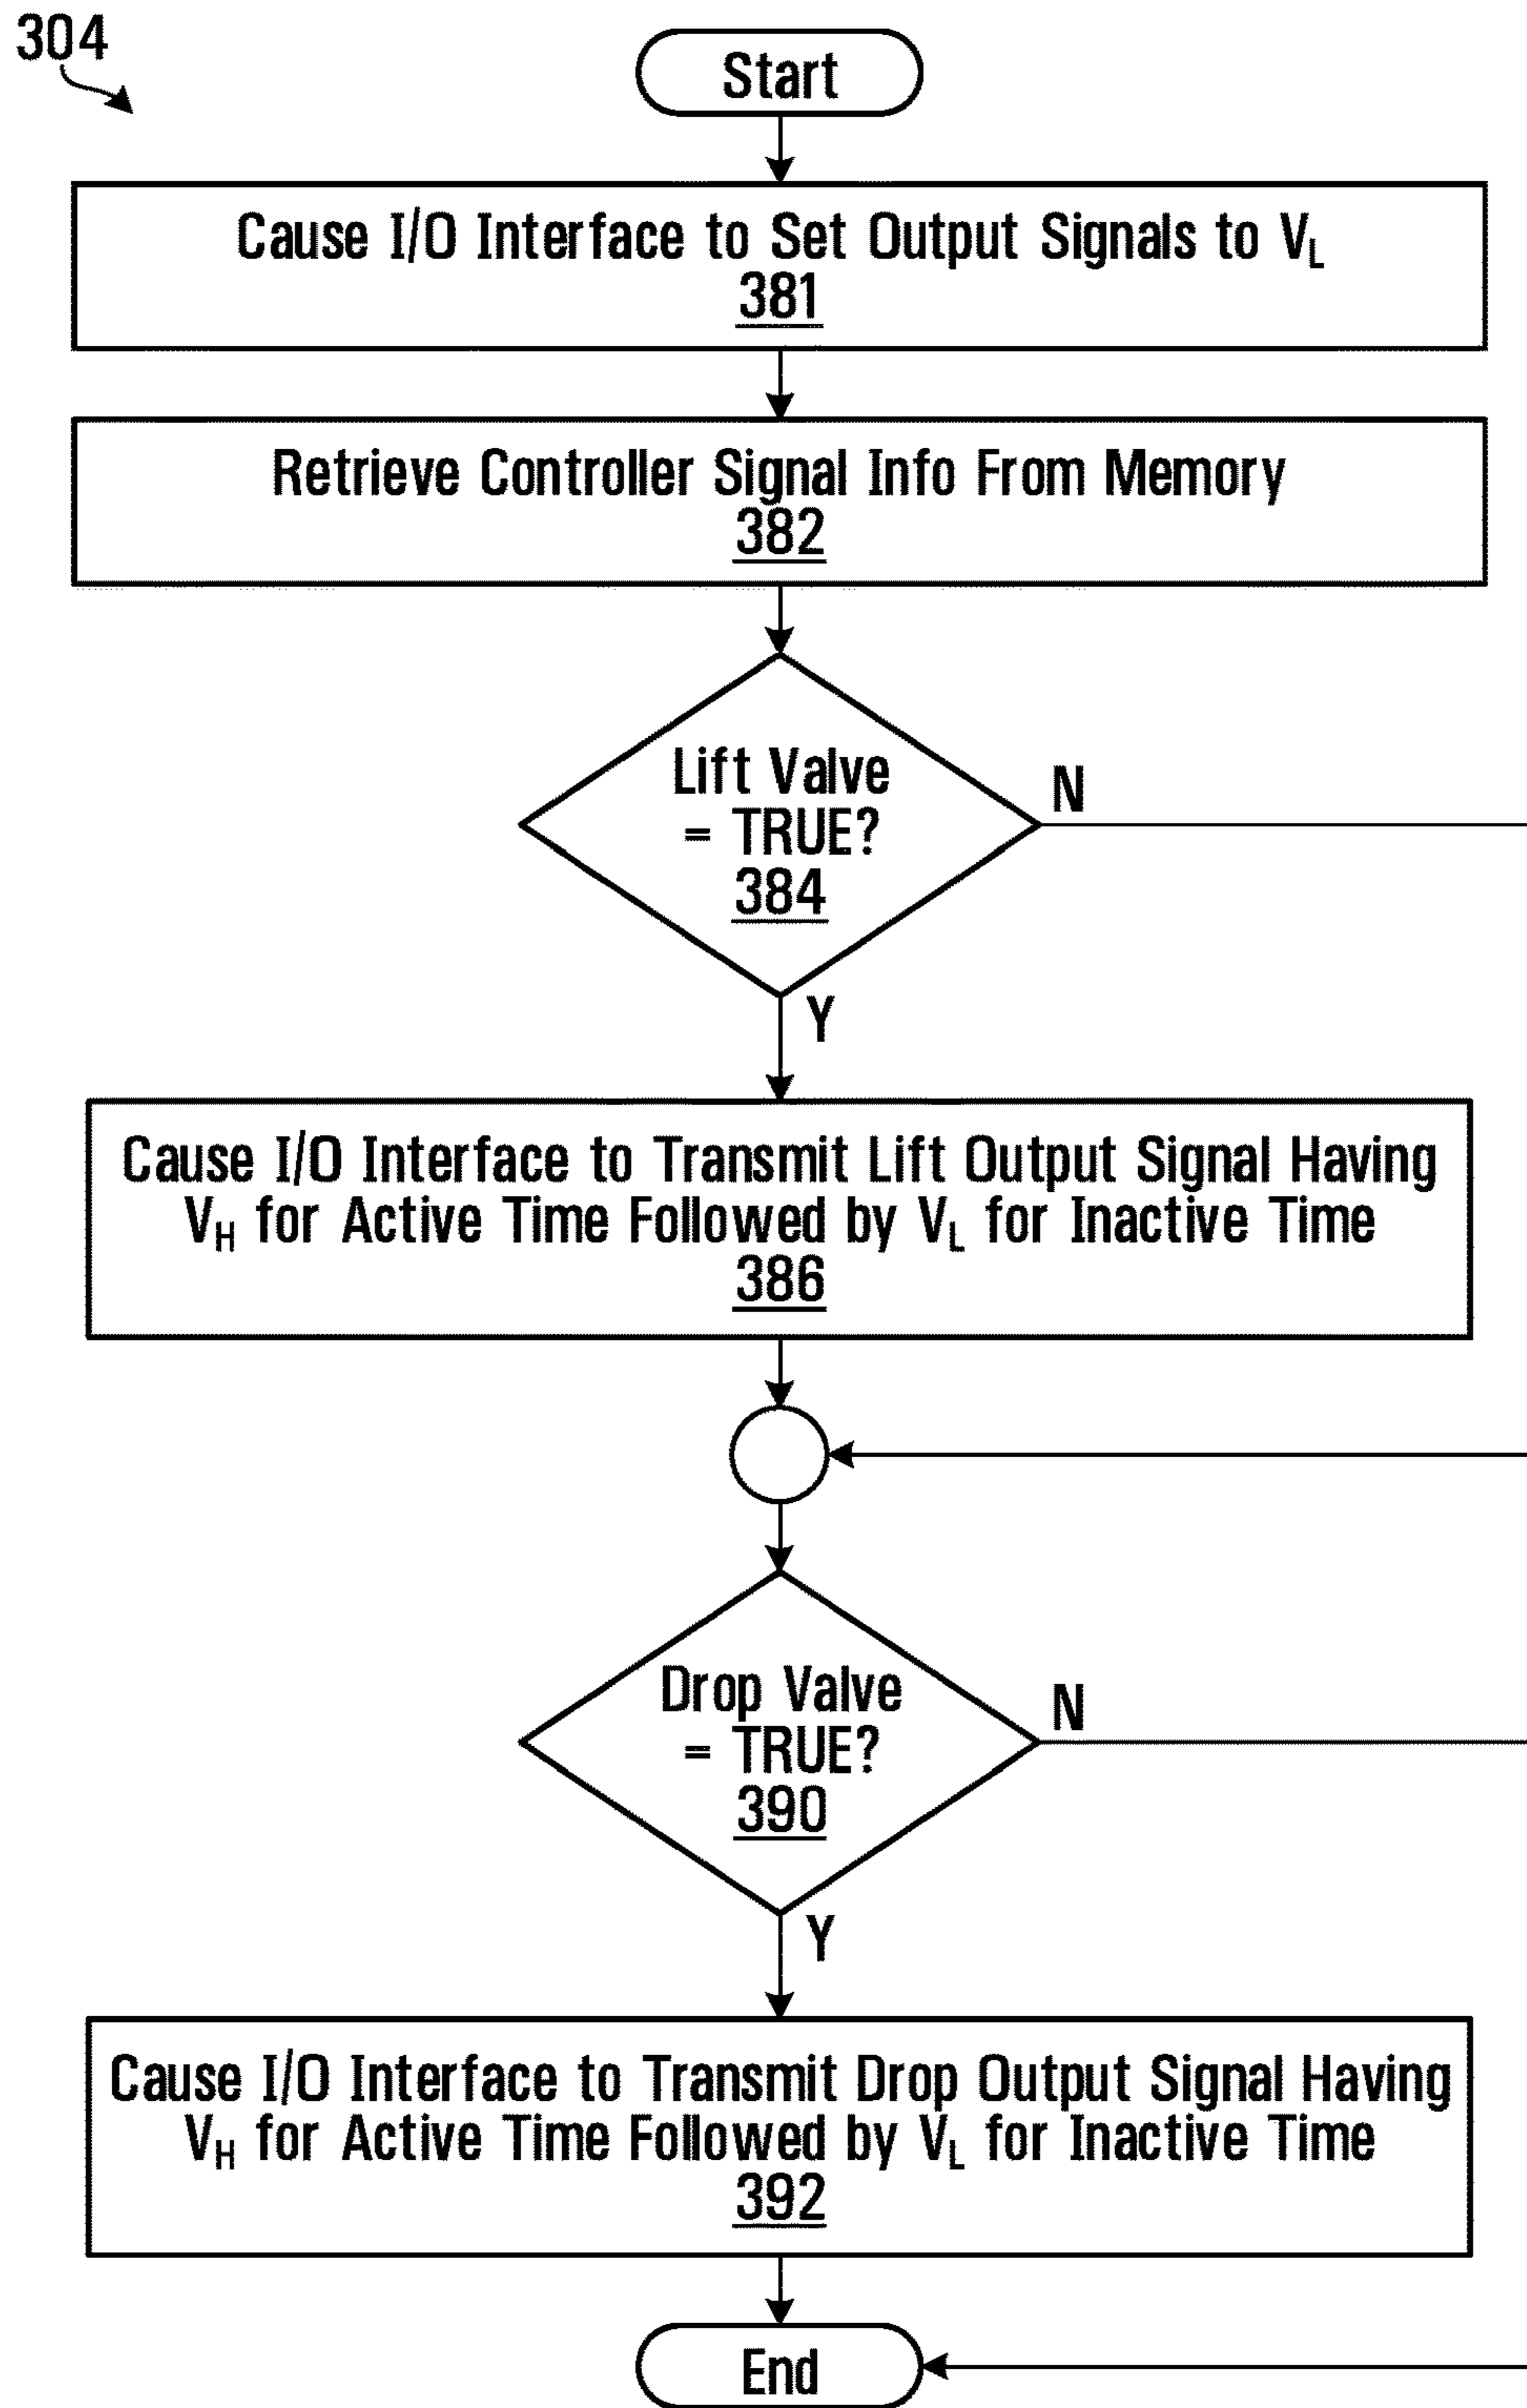 304
Start
Cause I/O Interface to Set Output Signals to VL
381
Retrieve Controller Signal Info From Memory
382
Lift Valve
= TRUE?
384
N
Y
Cause I/O Interface to Transmit Lift Output Signal Having
VH for Active Time Followed by VL for Inactive Time
386
Drop Valve
= TRUE?
390
N
Y
Cause I/O Interface to Transmit Drop Output Signal Having
VH for Active Time Followed by VL for Inactive Time
392
End